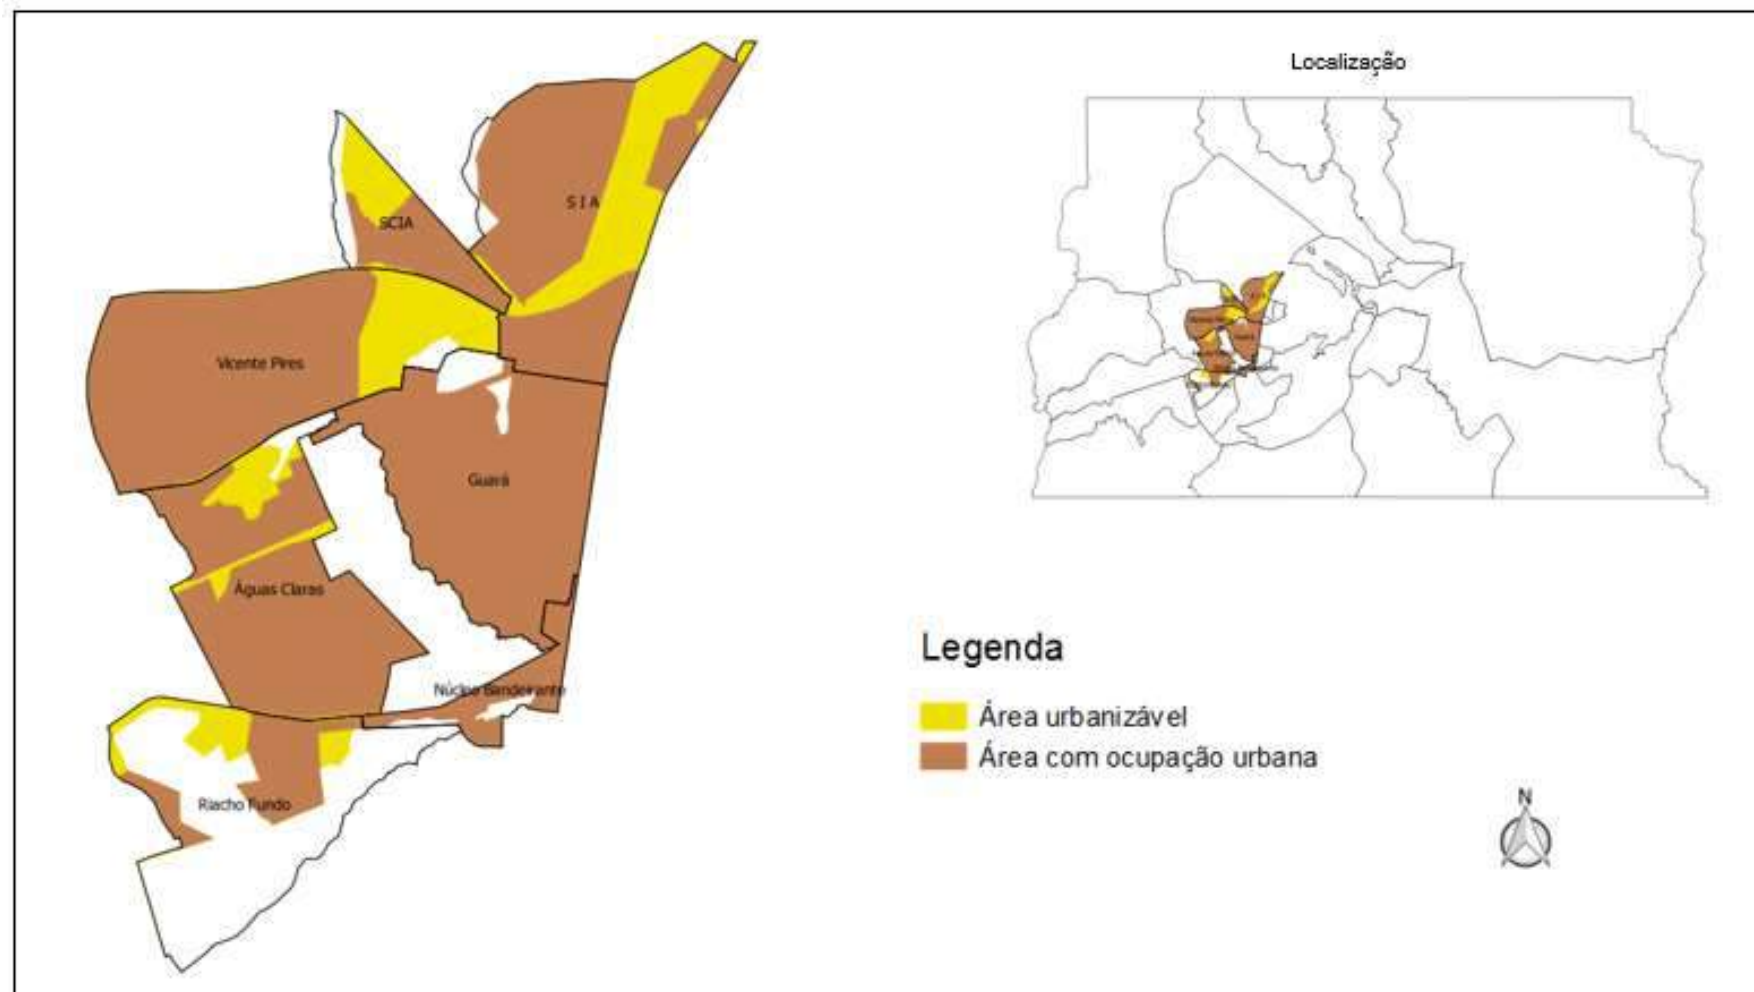 Localização
SIA
SCIA
Vicente Pires
Guará
Águas Claras
Núcleo Bandeirante
Riacho Fundo
Legenda
Área urbanizável
Área com ocupação urbana
N